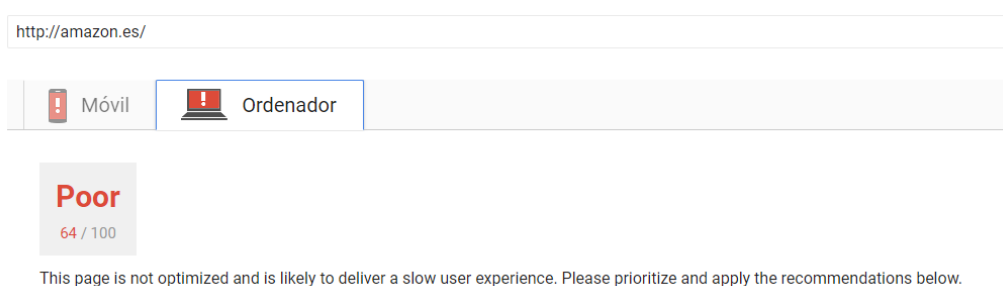 http://amazon.es/
Móvil
Ordenador
Poor
64 / 100
This page is not optimized and is likely to deliver a slow user experience. Please prioritize and apply the recommendations below.